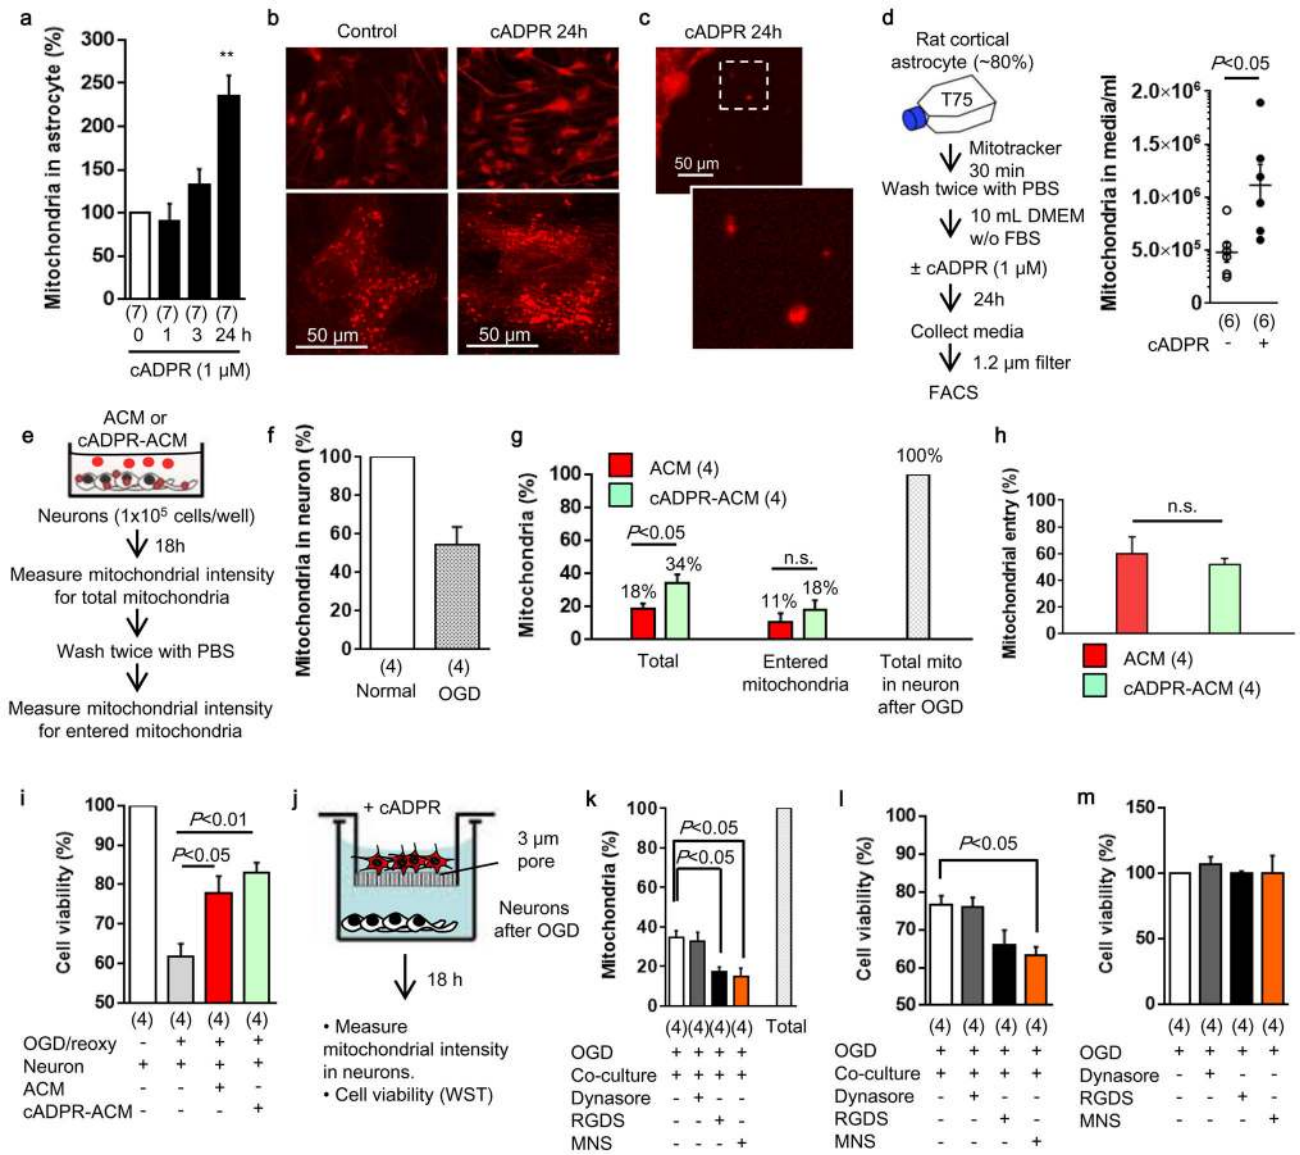 a
Mitochondria in astrocyte (%)
300
250
200
150
100
50
0
**
(7) (7) (7) (7)
0 1 3 24 h
cADPR (1 µM)
b
Control
cADPR 24h
50 µm
50 µm
c
cADPR 24h
50 µm
d
Rat cortical
astrocyte (~80%)
T75
Mitotracker
30 min
Wash twice with PBS
10 mL DMEM
w/o FBS
± cADPR (1 µM)
24h
Collect media
1.2 µm filter
FACS
Mitochondria in media/ml
P<0.05
2.0×10⁶
1.5×10⁶
1.0×10⁶
5.0×10⁵
0
(6) (6)
cADPR - +
e
ACM or
cADPR-ACM
Neurons (1x10⁵ cells/well)
18h
Measure mitochondrial intensity
for total mitochondria
Wash twice with PBS
Measure mitochondrial intensity
for entered mitochondria
f
Mitochondria in neuron (%)
100
80
60
40
20
0
(4) (4)
Normal OGD
g
Mitochondria (%)
100
80
60
40
20
0
ACM (4)
cADPR-ACM (4)
P<0.05
18%
34%
n.s.
11%
18%
100%
Total
Entered
mitochondria
Total mito
in neuron
after OGD
h
Mitochondrial entry (%)
100
80
60
40
20
0
n.s.
ACM (4)
cADPR-ACM (4)
i
Cell viability (%)
100
90
80
70
60
50
P<0.01
P<0.05
(4) (4) (4) (4)
OGD/reoxy - + + +
Neuron + + + +
ACM - - + -
cADPR-ACM - - - +
j
+ cADPR
3 µm
pore
Neurons
after OGD
18 h
• Measure
mitochondrial intensity
in neurons.
• Cell viability (WST)
k
Mitochondria (%)
100
80
60
40
20
0
P<0.05
P<0.05
(4) (4) (4) (4) Total
OGD + + + +
Co-culture + + + +
Dynasore - + - -
RGDS - - + -
MNS - - - +
l
Cell viability (%)
100
90
80
70
60
50
P<0.05
(4) (4) (4) (4)
OGD + + + +
Co-culture + + + +
Dynasore - + - -
RGDS - - + -
MNS - - - +
m
Cell viability (%)
150
100
50
0
(4) (4) (4) (4)
OGD + + + +
Dynasore - + - -
RGDS - - + -
MNS - - - +